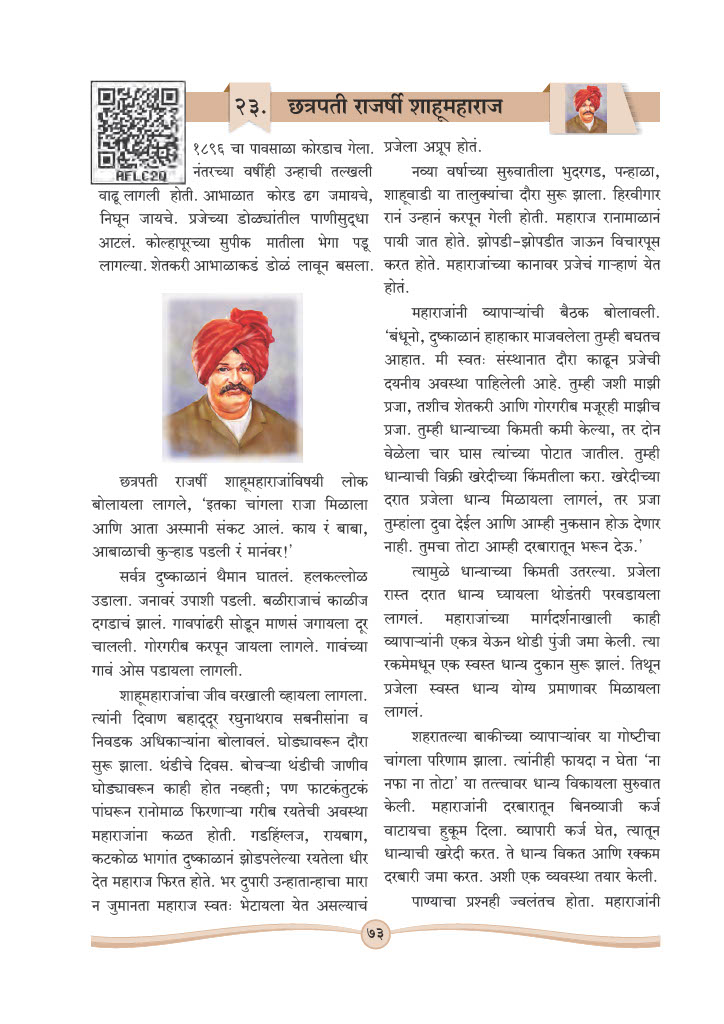 २३. छत्रपती राजर्षी शाहूमहाराज
AFLC2Q
१८९६ चा पावसाळा कोरडाच गेला.
नंतरच्या वर्षीही उन्हाची तल्खली
वाढू लागली होती. आभाळात कोरड ढग जमायचे,
निघून जायचे. प्रजेच्या डोळ्यांतील पाणीसुद्धा
आटलं. कोल्हापूरच्या सुपीक मातीला भेगा पडू
लागल्या. शेतकरी आभाळाकडं डोळं लावून बसला.
छत्रपती राजर्षी शाहूमहाराजांविषयी लोक
बोलायला लागले, ‘इतका चांगला राजा मिळाला
आणि आता अस्मानी संकट आलं. काय रं बाबा,
आबाळाची कुऱ्हाड पडली रं मानंवर!’
सर्वत्र दुष्काळानं थैमान घातलं. हलकल्लोळ
उडाला. जनावरं उपाशी पडली. बळीराजाचं काळीज
दगडाचं झालं. गावपांढरी सोडून माणसं जगायला दूर
चालली. गोरगरीब करपून जायला लागले. गावंच्या
गावं ओस पडायला लागली.
शाहूमहाराजांचा जीव वरखाली व्हायला लागला.
त्यांनी दिवाण बहाद्दूर रघुनाथराव सबनीसांना व
निवडक अधिकाऱ्यांना बोलावलं. घोड्यावरून दौरा
सुरू झाला. थंडीचे दिवस. बोचऱ्या थंडीची जाणीव
घोड्यावरून काही होत नव्हती; पण फाटकंतुटकं
पांघरून रानोमाळ फिरणाऱ्या गरीब रयतेची अवस्था
महाराजांना कळत होती. गडहिंग्लज, रायबाग,
कटकोळ भागांत दुष्काळानं झोडपलेल्या रयतेला धीर
देत महाराज फिरत होते. भर दुपारी उन्हातान्हाचा मारा
न जुमानता महाराज स्वतः भेटायला येत असल्याचं
प्रजेला अप्रूप होतं.
नव्या वर्षाच्या सुरुवातीला भुदरगड, पन्हाळा,
शाहूवाडी या तालुक्यांचा दौरा सुरू झाला. हिरवीगार
रानं उन्हानं करपून गेली होती. महाराज रानामाळानं
पायी जात होते. झोपडी-झोपडीत जाऊन विचारपूस
करत होते. महाराजांच्या कानावर प्रजेचं गाऱ्हाणं येत
होतं.
महाराजांनी व्यापाऱ्यांची बैठक बोलावली.
‘बंधूनो, दुष्काळानं हाहाकार माजवलेला तुम्ही बघतच
आहात. मी स्वतः संस्थानात दौरा काढून प्रजेची
दयनीय अवस्था पाहिलेली आहे. तुम्ही जशी माझी
प्रजा, तशीच शेतकरी आणि गोरगरीब मजूरही माझीच
प्रजा. तुम्ही धान्याच्या किमती कमी केल्या, तर दोन
वेळेला चार घास त्यांच्या पोटात जातील. तुम्ही
धान्याची विक्री खरेदीच्या किंमतीला करा. खरेदीच्या
दरात प्रजेला धान्य मिळायला लागलं, तर प्रजा
तुम्हांला दुवा देईल आणि आम्ही नुकसान होऊ देणार
नाही. तुमचा तोटा आम्ही दरबारातून भरून देऊ.’
त्यामुळे धान्याच्या किमती उतरल्या. प्रजेला
रास्त दरात धान्य घ्यायला थोडंतरी परवडायला
लागलं. महाराजांच्या मार्गदर्शनाखाली काही
व्यापाऱ्यांनी एकत्र येऊन थोडी पुंजी जमा केली. त्या
रकमेमधून एक स्वस्त धान्य दुकान सुरू झालं. तिथून
प्रजेला स्वस्त धान्य योग्य प्रमाणावर मिळायला
लागलं.
शहरातल्या बाकीच्या व्यापाऱ्यांवर या गोष्टीचा
चांगला परिणाम झाला. त्यांनीही फायदा न घेता ‘ना
नफा ना तोटा’ या तत्त्वावर धान्य विकायला सुरुवात
केली. महाराजांनी दरबारातून बिनव्याजी कर्ज
वाटायचा हुकूम दिला. व्यापारी कर्ज घेत, त्यातून
धान्याची खरेदी करत. ते धान्य विकत आणि रक्कम
दरबारी जमा करत. अशी एक व्यवस्था तयार केली.
पाण्याचा प्रश्नही ज्वलंतच होता. महाराजांनी
७३